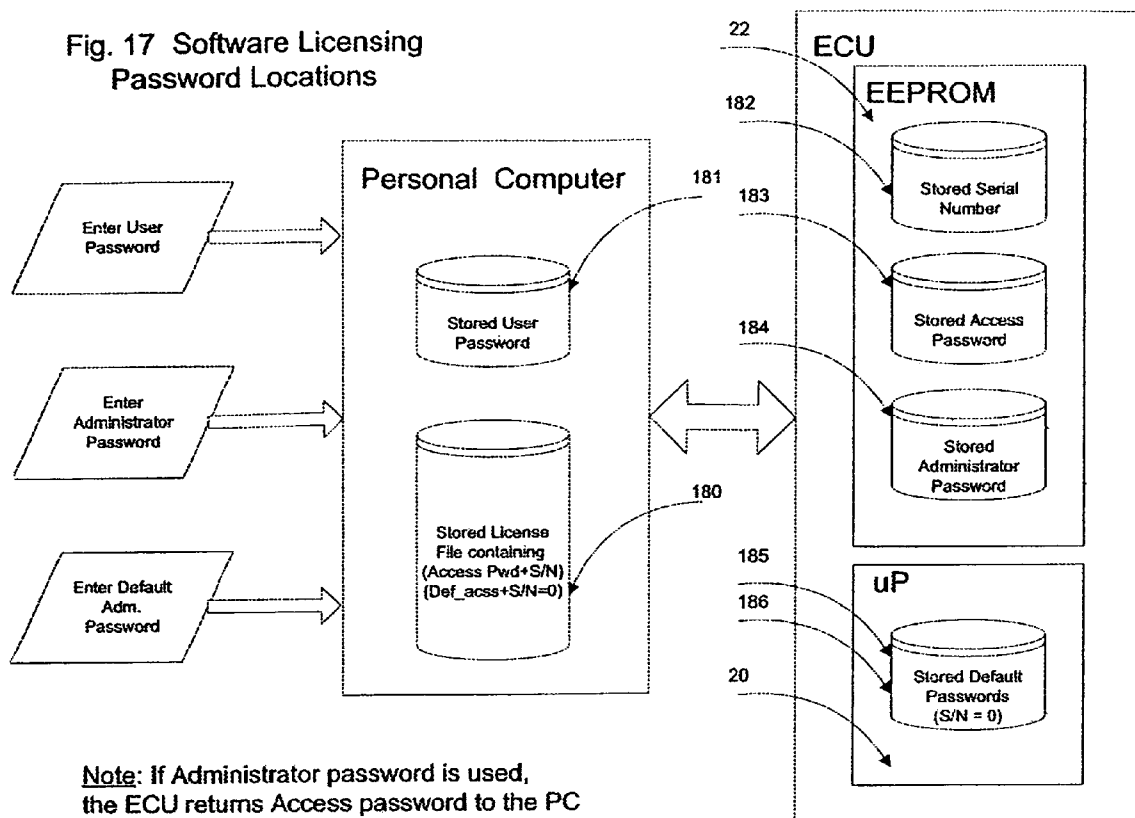 Fig. 17 Software Licensing
Password Locations
Enter User
Password
Enter
Administrator
Password
Enter Default
Adm.
Password
Personal Computer
Stored User
Password
Stored License
File containing
(Access Pwd+S/N)
(Def_acss+S/N=0)
181
180
22
182
183
184
185
186
20
ECU
EEPROM
Stored Serial
Number
Stored Access
Password
Stored
Administrator
Password
uP
Stored Default
Passwords
(S/N = 0)
Note: If Administrator password is used,
the ECU returns Access password to the PC